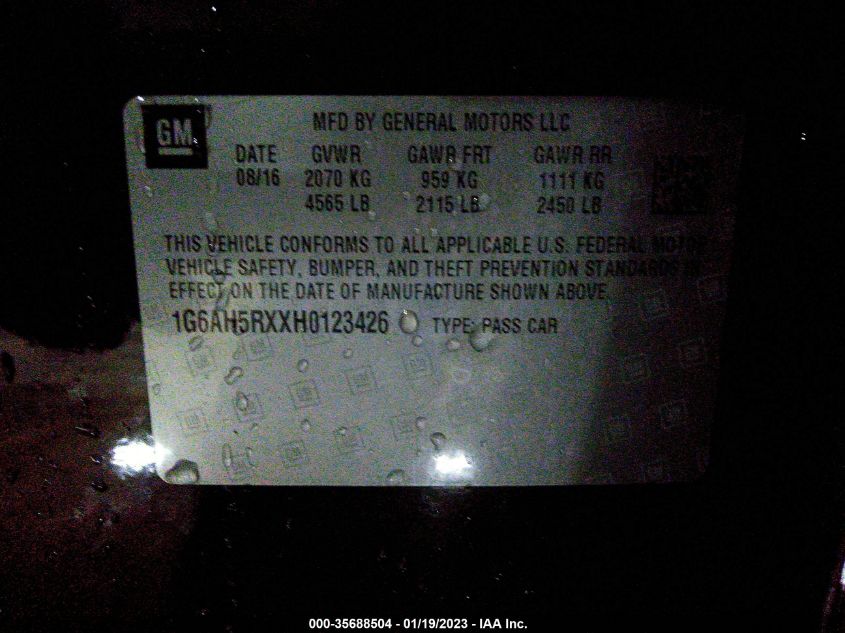 GM
MFD BY GENERAL MOTORS LLC
DATE GVWR GAWR FRT GAWR RR
08/16 2070 KG 959 KG 1111 KG
4565 LB 2115 LB 2450 LB
THIS VEHICLE CONFORMS TO ALL APPLICABLE U.S. FEDERAL MOTOR
VEHICLE SAFETY, BUMPER, AND THEFT PREVENTION STANDARDS IN
EFFECT ON THE DATE OF MANUFACTURE SHOWN ABOVE.
1G6AH5RXXH0123426 TYPE: PASS CAR
000-35688504 - 01/19/2023 - IAA Inc.